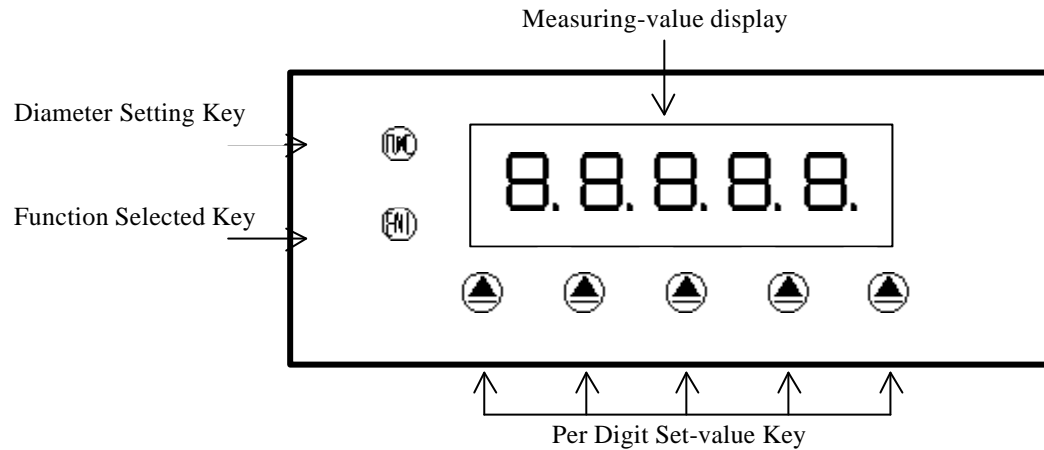 Measuring-value display
Diameter Setting Key
8.8.8.8.8.
Function Selected Key
ENT
Per Digit Set-value Key